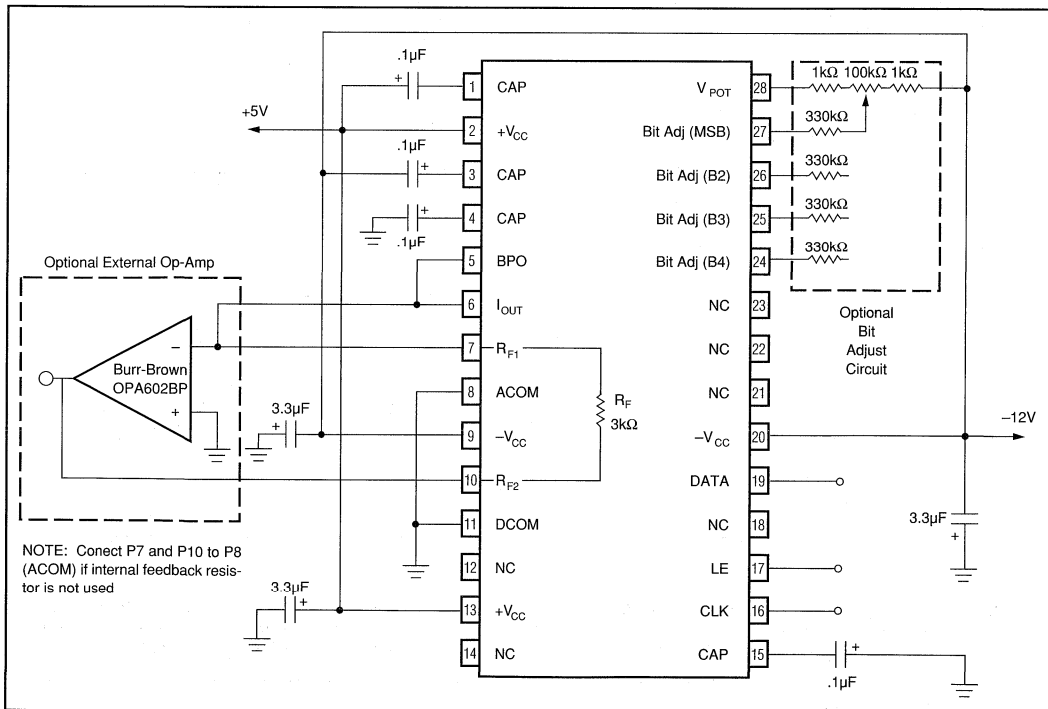 .1µF
+
1 CAP
V POT 28
1kΩ 100kΩ 1kΩ
+5V
2 +VCC
Bit Adj (MSB) 27
330kΩ
.1µF
+
3 CAP
Bit Adj (B2) 26
330kΩ
+
.1µF
4 CAP
Bit Adj (B3) 25
330kΩ
Optional External Op-Amp
5 BPO
Bit Adj (B4) 24
330kΩ
6 IOUT
NC 23
Optional
Bit
Adjust
Circuit
–
Burr-Brown
OPA602BP
+
7 RF1
NC 22
8 ACOM
NC 21
RF
3kΩ
3.3µF
+
9 –VCC
–VCC 20
–12V
10 RF2
DATA 19
11 DCOM
NC 18
3.3µF
+
NOTE: Conect P7 and P10 to P8
(ACOM) if internal feedback resis-
tor is not used
12 NC
LE 17
3.3µF
+
13 +VCC
CLK 16
14 NC
CAP 15
+
.1µF